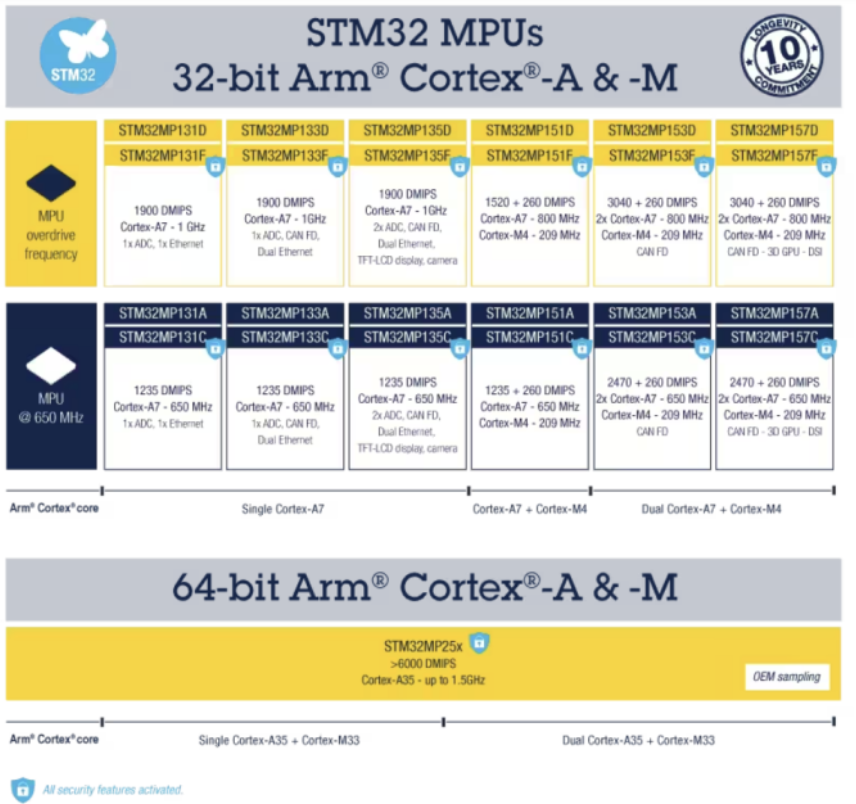 STM32 MPUs
32-bit Arm® Cortex®-A & -M
STM32
LONGEVITY
10
YEARS
COMMITMENT
MPU
overdrive
frequency
STM32MP131D
STM32MP131F
1900 DMIPS
Cortex-A7 - 1 GHz
1x ADC, 1x Ethernet
STM32MP133D
STM32MP133F
1900 DMIPS
Cortex-A7 - 1GHz
1x ADC, CAN FD,
Dual Ethernet
STM32MP135D
STM32MP135F
1900 DMIPS
Cortex-A7 - 1GHz
2x ADC, CAN FD,
Dual Ethernet,
TFT-LCD display, camera
STM32MP151D
STM32MP151F
1520 + 260 DMIPS
Cortex-A7 - 800 MHz
Cortex-M4 - 209 MHz
STM32MP153D
STM32MP153F
3040 + 260 DMIPS
2x Cortex-A7 - 800 MHz
Cortex-M4 - 209 MHz
CAN FD
STM32MP157D
STM32MP157F
3040 + 260 DMIPS
2x Cortex-A7 - 800 MHz
Cortex-M4 - 209 MHz
CAN FD - 3D GPU - DSI
MPU
@ 650 MHz
STM32MP131A
STM32MP131C
1235 DMIPS
Cortex-A7 - 650 MHz
1x ADC, 1x Ethernet
STM32MP133A
STM32MP133C
1235 DMIPS
Cortex-A7 - 650 MHz
1x ADC, CAN FD,
Dual Ethernet
STM32MP135A
STM32MP135C
1235 DMIPS
Cortex-A7 - 650 MHz
2x ADC, CAN FD,
Dual Ethernet,
TFT-LCD display, camera
STM32MP151A
STM32MP151C
1235 + 260 DMIPS
Cortex-A7 - 650 MHz
Cortex-M4 - 209 MHz
STM32MP153A
STM32MP153C
2470 + 260 DMIPS
2x Cortex-A7 - 650 MHz
Cortex-M4 - 209 MHz
CAN FD
STM32MP157A
STM32MP157C
2470 + 260 DMIPS
2x Cortex-A7 - 650 MHz
Cortex-M4 - 209 MHz
CAN FD - 3D GPU - DSI
Arm® Cortex® core
Single Cortex-A7
Cortex-A7 + Cortex-M4
Dual Cortex-A7 + Cortex-M4
64-bit Arm® Cortex®-A & -M
STM32MP25x
>6000 DMIPS
Cortex-A35 - up to 1.5GHz
OEM sampling
Arm® Cortex® core
Single Cortex-A35 + Cortex-M33
Dual Cortex-A35 + Cortex-M33
All security features activated.